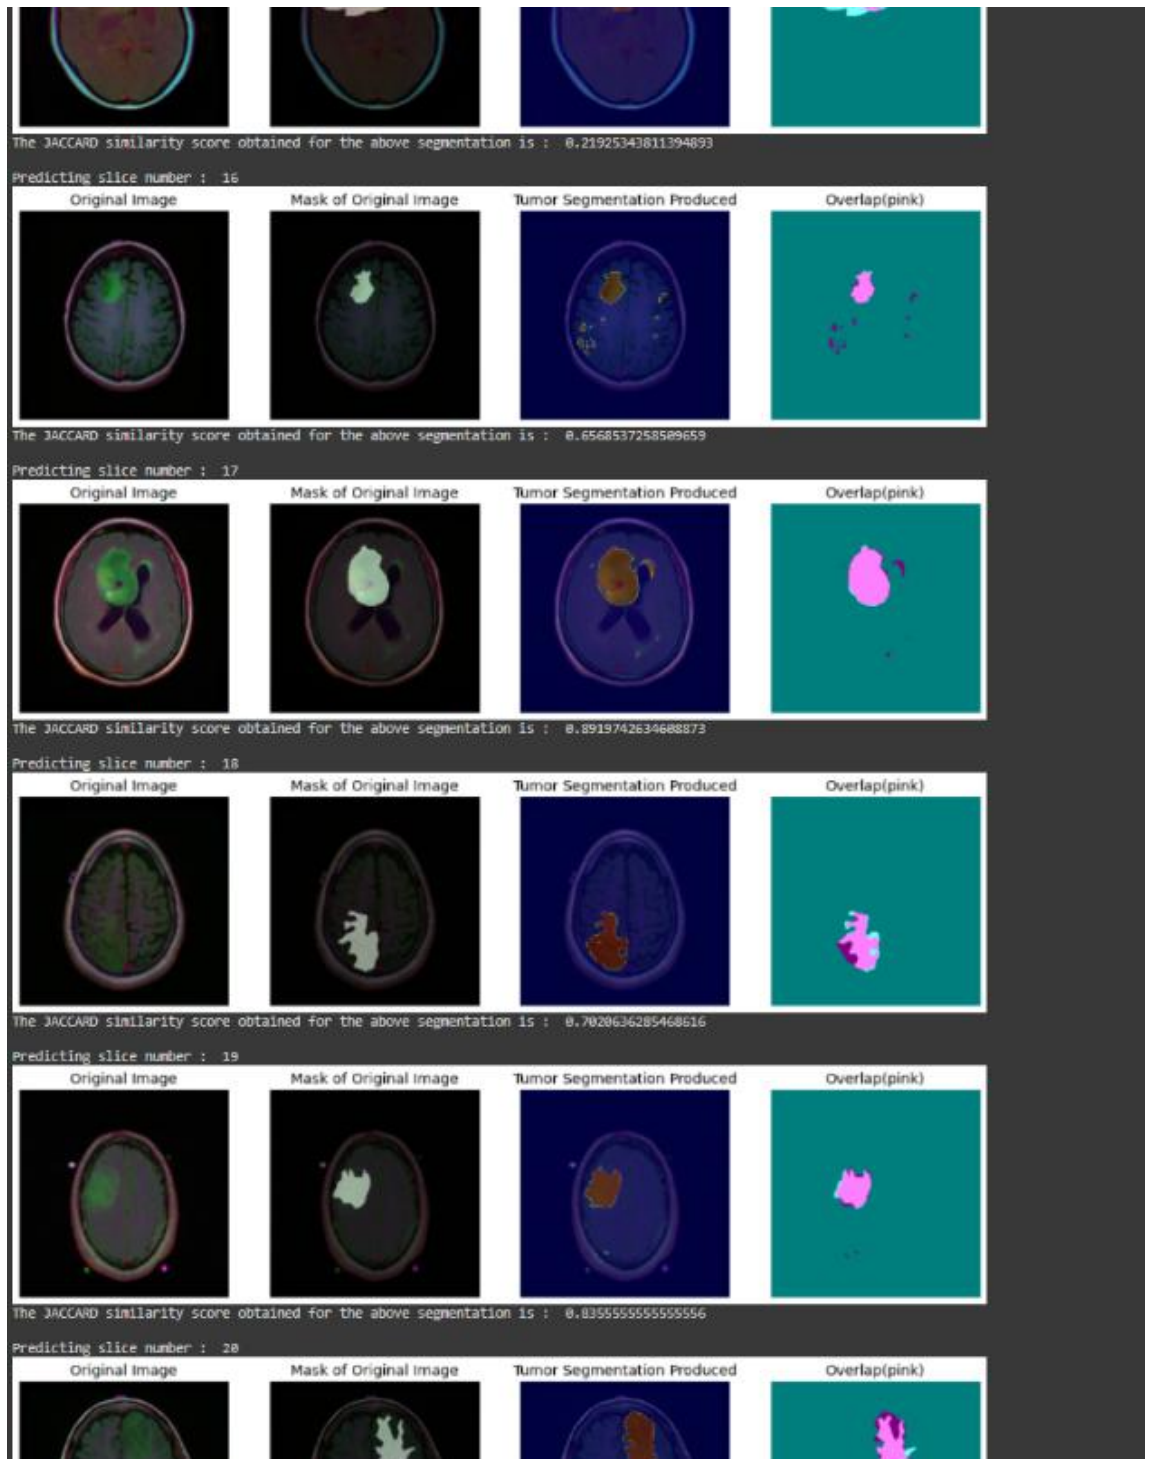 The JACCARD similarity score obtained for the above segmentation is : 0.21925343811394893
Predicting slice number : 16
Original Image Mask of Original Image Tumor Segmentation Produced Overlap(pink)
The JACCARD similarity score obtained for the above segmentation is : 0.6568537258509659
Predicting slice number : 17
Original Image Mask of Original Image Tumor Segmentation Produced Overlap(pink)
The JACCARD similarity score obtained for the above segmentation is : 0.8919742634608873
Predicting slice number : 18
Original Image Mask of Original Image Tumor Segmentation Produced Overlap(pink)
The JACCARD similarity score obtained for the above segmentation is : 0.7020636285468616
Predicting slice number : 19
Original Image Mask of Original Image Tumor Segmentation Produced Overlap(pink)
The JACCARD similarity score obtained for the above segmentation is : 0.8355555555555556
Predicting slice number : 20
Original Image Mask of Original Image Tumor Segmentation Produced Overlap(pink)